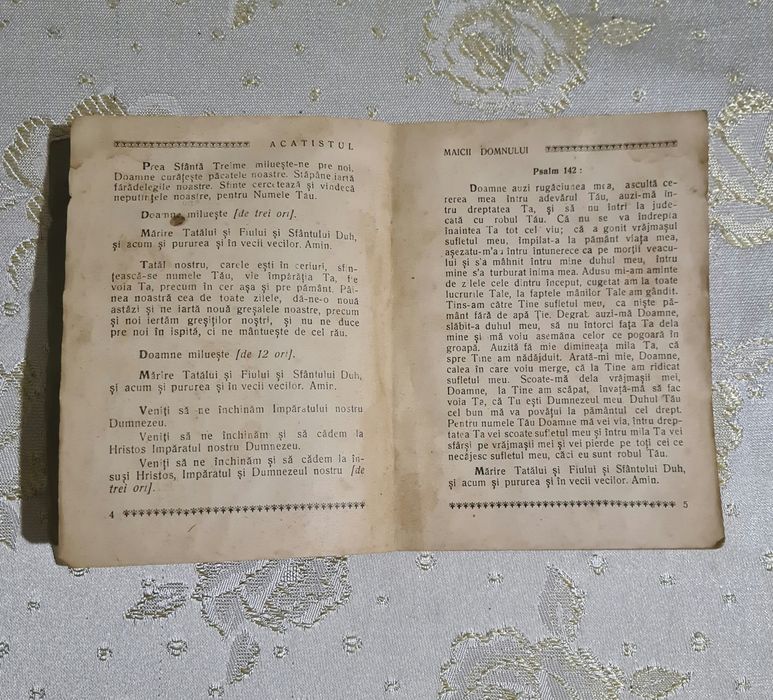 ACATISTUL
Prea Sfântă Treime miluește-ne pre noi,
Doamne curățește păcatele noastre. Stăpâne iartă
fărădelegile noastre. Sfinte cercetează și vindecă
neputințele noastre, pentru Numele Tău.
Doamne miluește [de trei ori].
Mărire Tatălui și Fiului și Sfântului Duh,
și acum și pururea și în vecii vecilor. Amin.
Tatăl nostru, carele ești în ceriuri, sfin-
țească-se numele Tău, vie împărăția Ta, fie
voia Ta, precum în cer așa și pre pământ. Pâi-
nea noastră cea de toate zilele, dă-ne-o nouă
astăzi și ne iartă nouă greșalele noastre, precum
și noi iertăm greșiților noștri, și nu ne duce
pre noi în ispită, ci ne mântuește de cel rău.
Doamne miluește [de 12 ori].
Mărire Tatălui și Fiului și Sfântului Duh,
și acum și pururea și în vecii vecilor. Amin.
Veniți să ne închinăm Impăratului nostru
Dumnezeu.
Veniți să ne închinăm și să cădem la
Hristos Impăratul nostru Dumnezeu.
Veniți să ne închinăm și să cădem la în-
suși Hristos, Impăratul și Dumnezeul nostru [de
trei ori].
4
MAICII DOMNULUI
Psalm 142 :
Doamne auzi rugăciunea mea, ascultă ce-
rerea mea întru adevărul Tău, auzi-mă în-
tru dreptatea Ta, și să nu întri la jude-
cată cu robul Tău. Că nu se va îndrepta
înaintea Ta tot cel viu; că a gonit vrăjmașul
sufletul meu, împilat-a la pământ viața mea,
așezatu-m'a în întunerece ca pe morții veacu-
lui și s'a mâhnit întru mine duhul meu, întru
mine s'a turburat inima mea. Adusu mi-am aminte
de zilele cele dintru început, cugetat am la toate
lucrurile Tale, la faptele mânilor Tale am gândit.
Tins-am către Tine sufletul meu, ca niște pă-
mânt fără de apă Ție. Degrat auzi-mă Doamne,
slăbit-a duhul meu, să nu întorci fața Ta dela
mine și mă voiu asemăna celor ce pogoară în
groapă. Auzită fă mie dimineața mila Ta, că
spre Tine am nădăjduit. Arată-mi mie, Doamne,
calea în care voiu merge, că la Tine am ridicat
sufletul meu. Scoate-mă dela vrăjmașii mei,
Doamne, la Tine am scăpat, învață-mă să fac
voia Ta, că Tu ești Dumnezeul meu. Duhul Tău
cel bun mă va povățui la pământul cel drept.
Pentru numele Tău Doamne mă vei via, întru drep-
tatea Ta vei scoate sufletul meu și întru mila Ta vei
sfârși pe vrăjmașii mei și vei pierde pe toți cei ce
necăjesc sufletul meu, căci eu sunt robul Tău.
Mărire Tatălui și Fiului și Sfântului Duh,
și acum și pururea și în vecii vecilor. Amin.
5